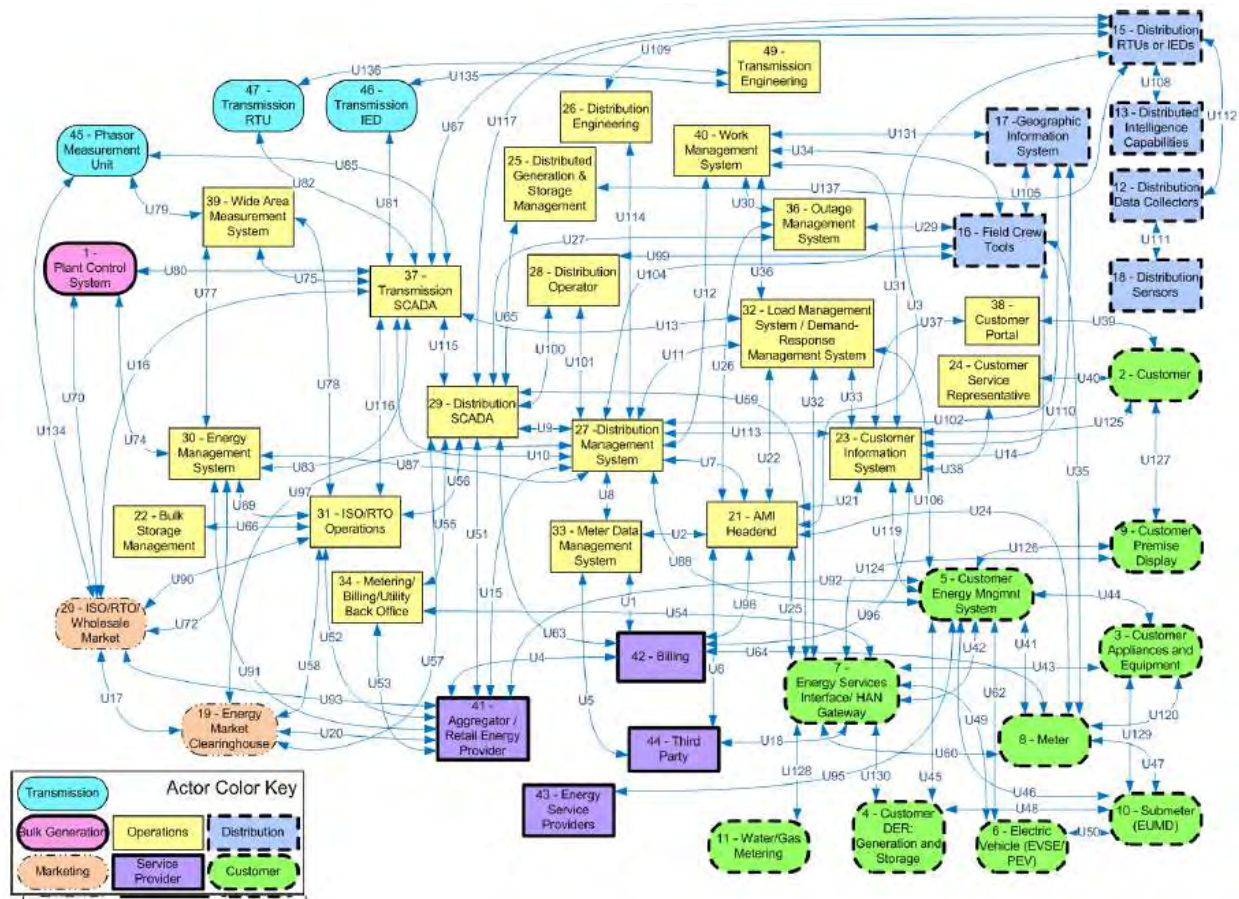 15 - Distribution
RTUs or IEDs
U109
U136
49 -
Transmission
Engineering
U135
47 -
Transmission
RTU
46 -
Transmission
IED
U67
U117
U108
U112
26 - Distribution
Engineering
17 -Geographic
Information
System
13 - Distributed
Intelligence
Capabilities
40 - Work
Management
System
U131
U34
45 - Phasor
Measurement
Unit
U85
25 - Distributed
Generation &
Storage
Management
U82
U137
U105
12 - Distribution
Data Collectors
39 - Wide Area
Measurement
System
U79
U81
U114
U30
36 - Outage
Management
System
U29
16 - Field Crew
Tools
U111
U27
U99
1 -
Plant Control
System
U80
U75
37 -
Transmission
SCADA
28 - Distribution
Operator
U104
U36
18 - Distribution
Sensors
U77
U12
U31
U3
32 - Load Management
System / Demand-
Response
Management System
38 -
Customer
Portal
U37
U39
U65
U13
U16
U115
U100
U101
U11
U26
24 - Customer
Service
Representative
2 - Customer
U40
U70
U78
U116
29 - Distribution
SCADA
U59
U32
U33
U110
U134
U74
30 - Energy
Management
System
U9
27 -Distribution
Management
System
U113
23 - Customer
Information
System
U102
U125
U14
U10
U83
U87
U97
U7
U22
U38
U35
U127
U56
U8
U21
U106
U69
31 - ISO/RTO
Operations
22 - Bulk
Storage
Management
U66
U55
U51
33 - Meter Data
Management
System
U2
21 - AMI
Headend
U119
U24
9 - Customer
Premise
Display
U126
U88
U92
U124
U90
34 - Metering/
Billing/Utility
Back Office
U15
U1
U98
U25
5 - Customer
Energy Mngmnt
System
U54
U96
U44
20 - ISO/RTO/
Wholesale
Market
U72
U52
U63
42 - Billing
U64
U42
U41
3 - Customer
Appliances and
Equipment
U58
U57
U4
U6
U43
U91
U53
7 -
Energy Services
Interface/ HAN
Gateway
U62
U17
U93
41 -
Aggregator /
Retail Energy
Provider
U5
U49
19 - Energy
Market
Clearinghouse
U20
U120
8 - Meter
U129
44 - Third
Party
U18
U60
U47
U128
U130
U95
U45
U46
43 - Energy
Service
Providers
U48
10 - Submeter
(EUMD)
11 - Water/Gas
Metering
4 - Customer
DER:
Generation and
Storage
6 - Electric
Vehicle (EVSE/
PEV)
U50
Actor Color Key
Transmission
Bulk Generation
Operations
Distribution
Marketing
Service
Provider
Customer